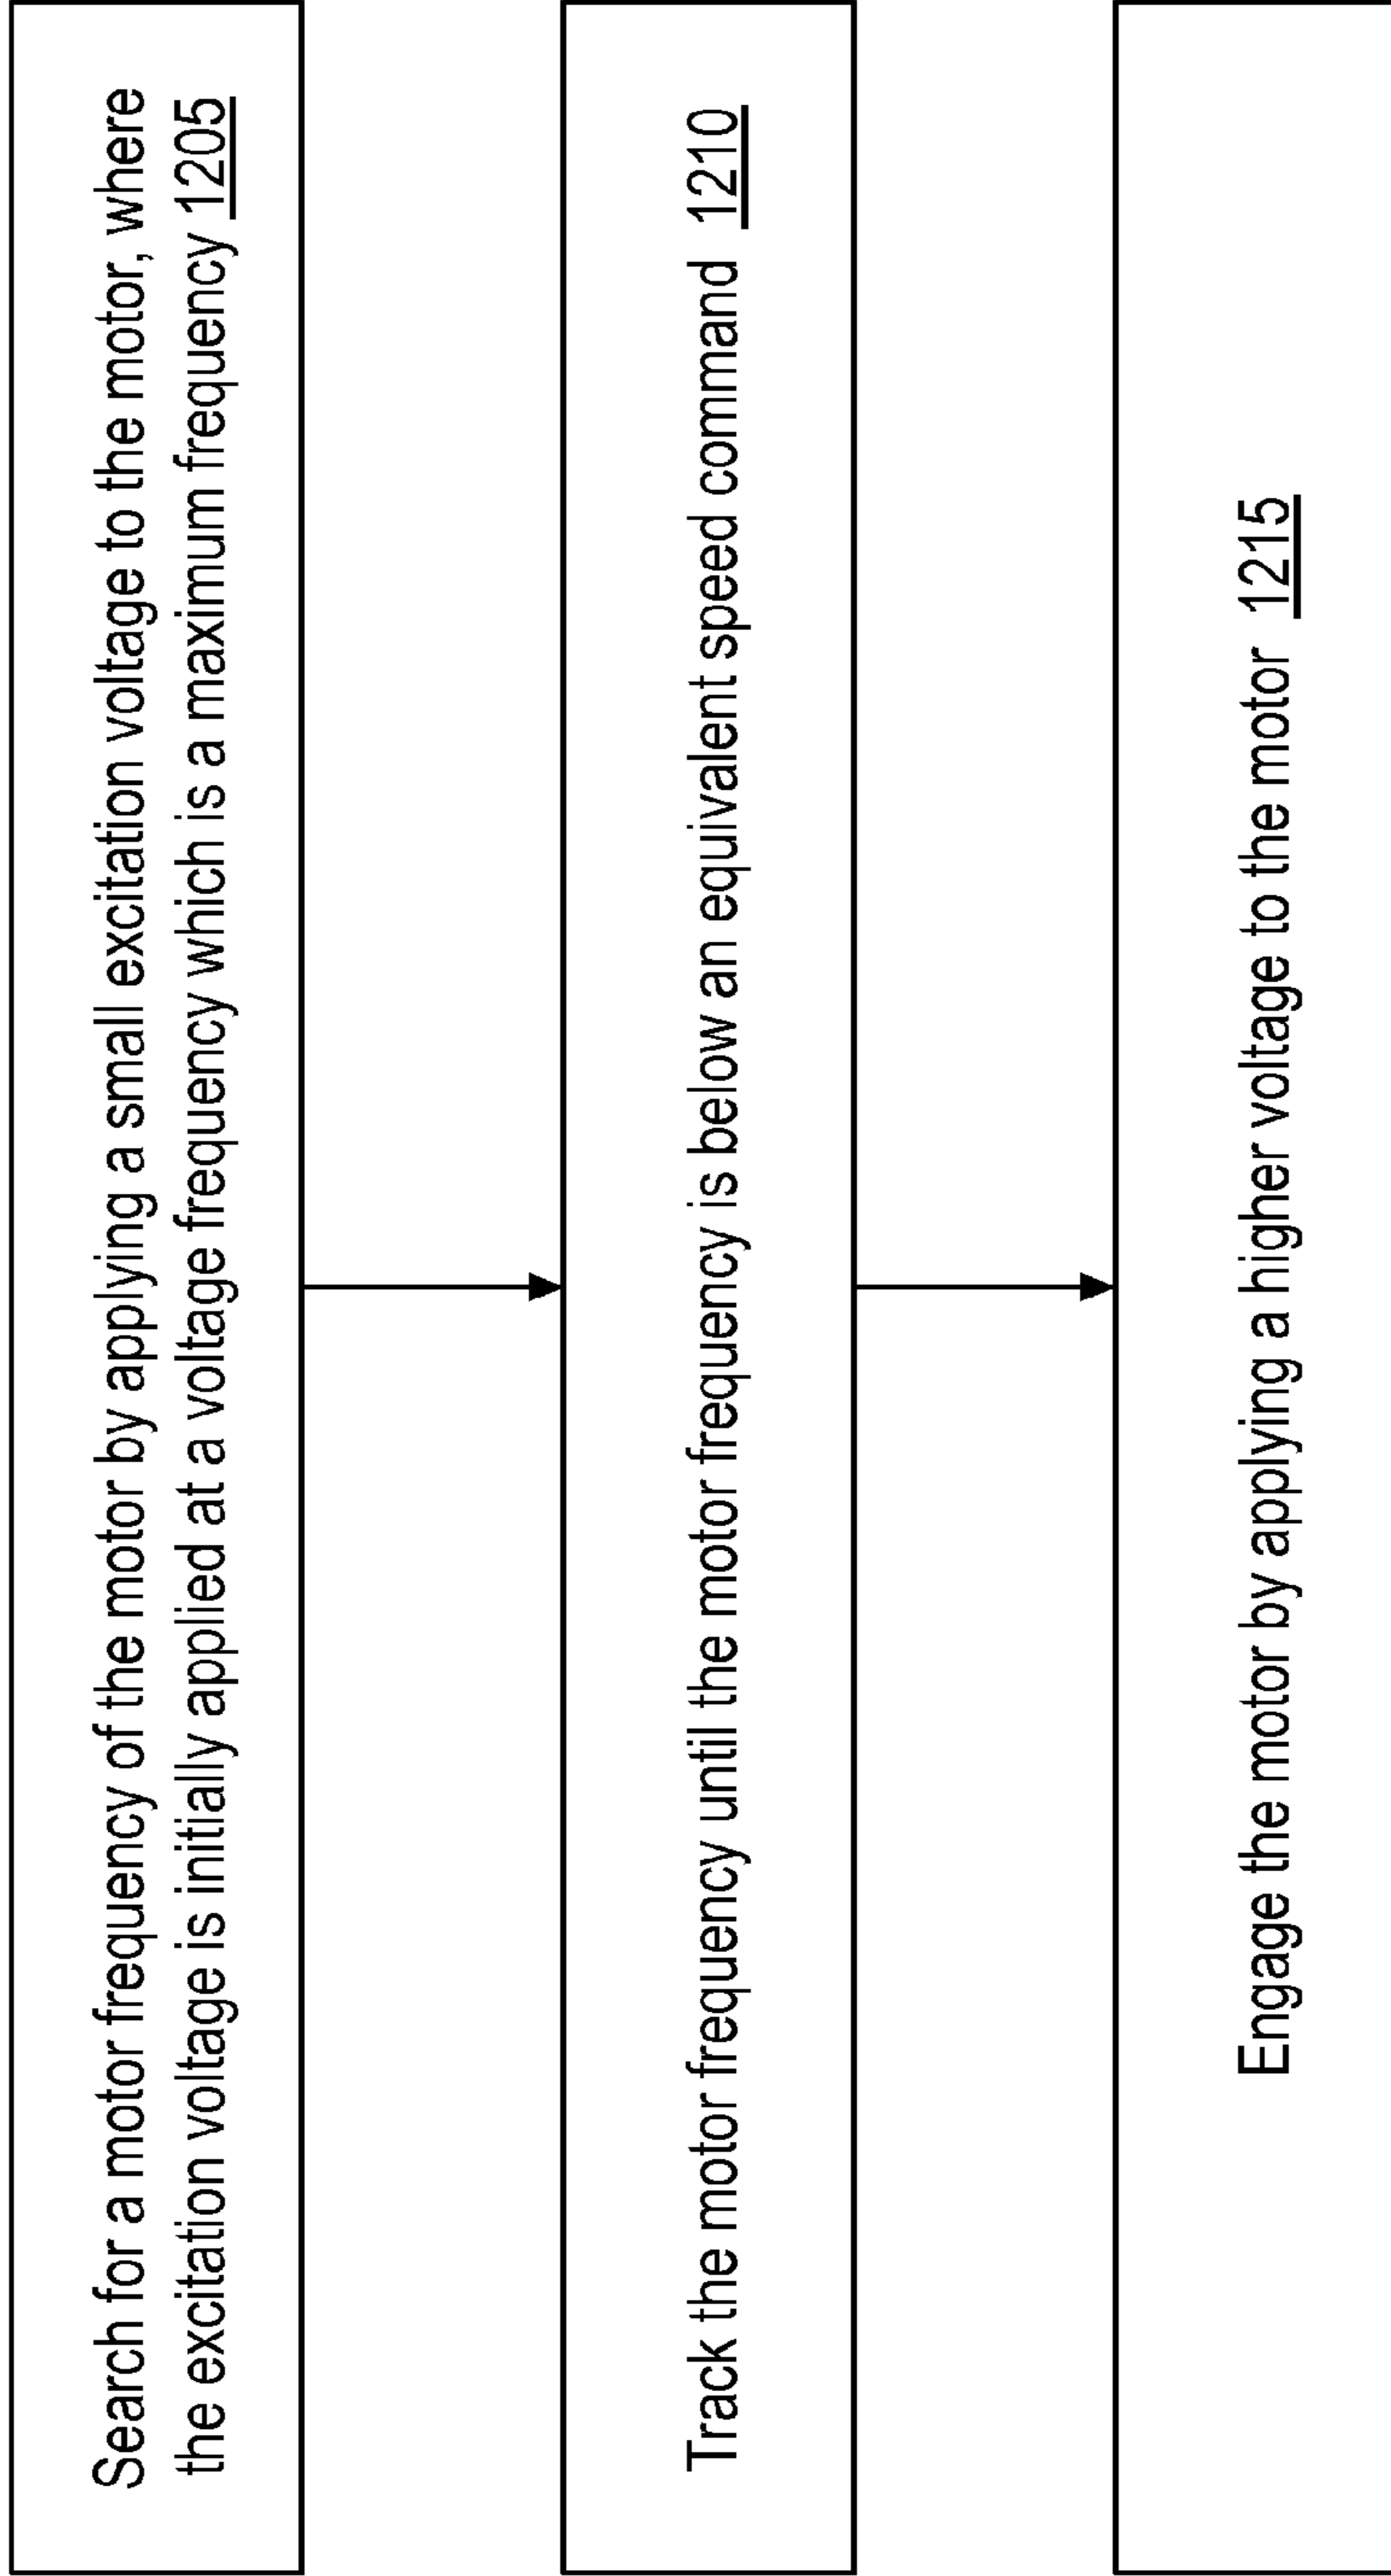 Search for a motor frequency of the motor by applying a small excitation voltage to the motor, where
the excitation voltage is initially applied at a voltage frequency which is a maximum frequency 1205
Track the motor frequency until the motor frequency is below an equivalent speed command 1210
Engage the motor by applying a higher voltage to the motor 1215